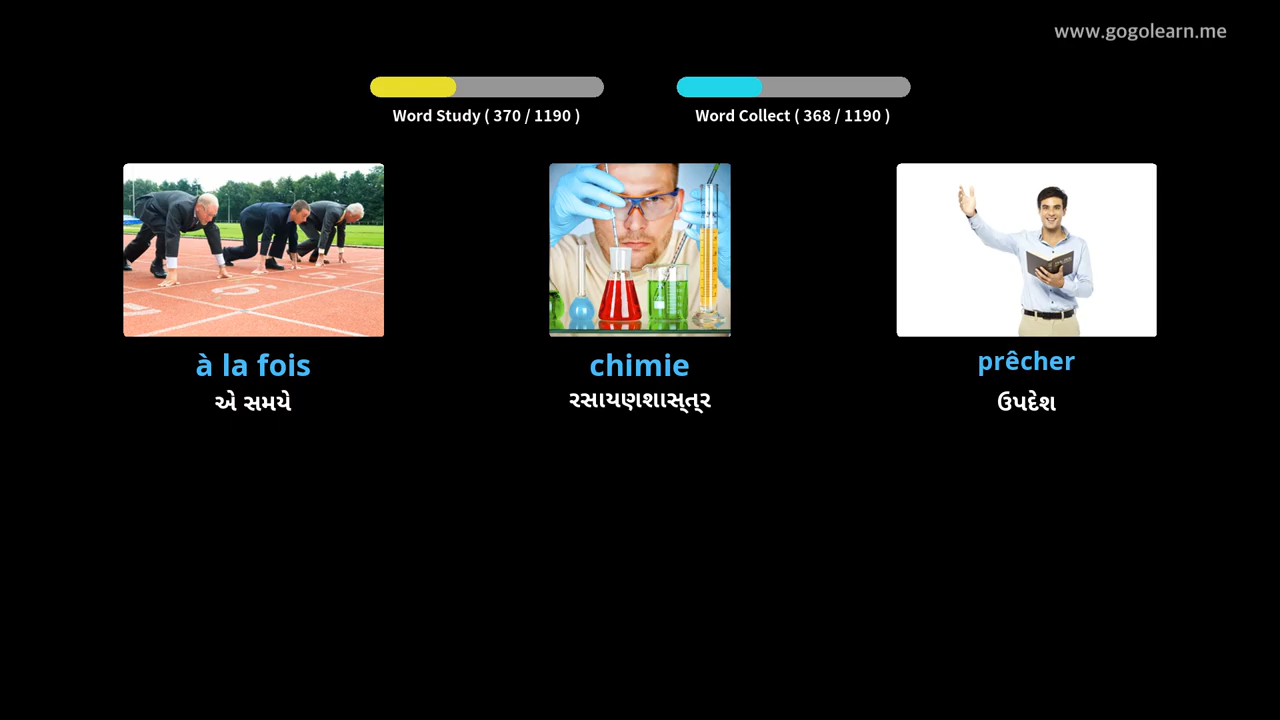 www.gogolearn.me
Word Study ( 370 / 1190 )
Word Collect ( 368 / 1190 )
à la fois
chimie
prêcher
એ સમયે
રસાયણશાસ્ત્ર
ઉપદેશ